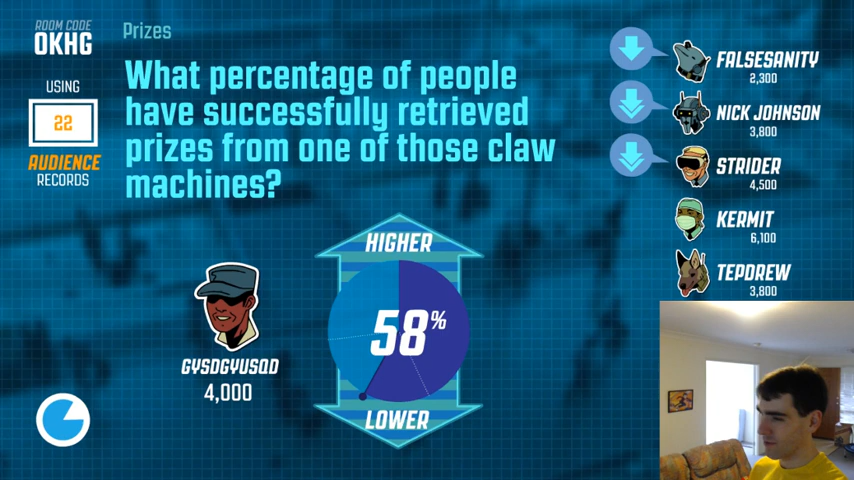 ROOM CODE
OKHG
USING
22
AUDIENCE
RECORDS
Prizes
What percentage of people
have successfully retrieved
prizes from one of those claw
machines?
HIGHER
58%
LOWER
GYSDGYUSQD
4,000
FALSESANITY
2,300
NICK JOHNSON
3,800
STRIDER
4,500
KERMIT
6,100
TEPDREW
3,800